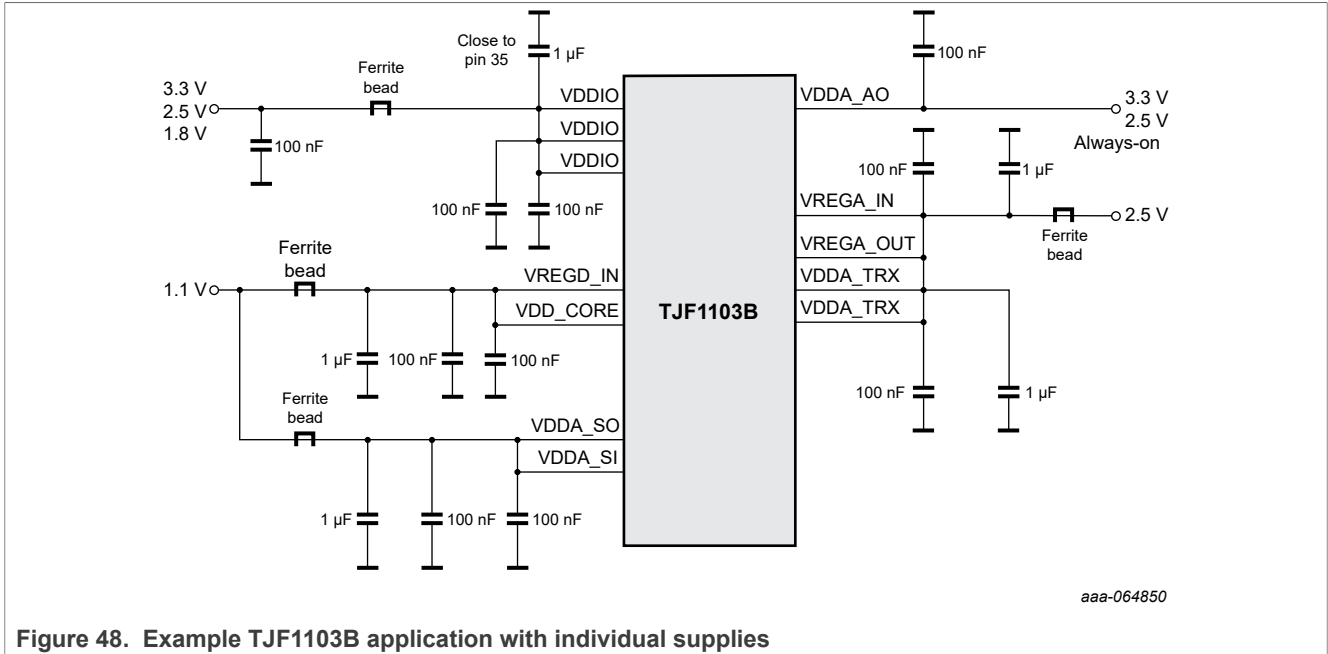 Close to
pin 35
1 µF
100 nF
Ferrite
bead
3.3 V
2.5 V
1.8 V
VDDIO
VDDA_AO
3.3 V
2.5 V
Always-on
VDDIO
100 nF
VDDIO
100 nF
1 µF
100 nF
100 nF
VREGA_IN
2.5 V
Ferrite
bead
Ferrite
bead
VREGA_OUT
1.1 V
VREGD_IN
VDDA_TRX
VDD_CORE
TJF1103B
VDDA_TRX
1 µF
100 nF
100 nF
100 nF
1 µF
Ferrite
bead
VDDA_SO
VDDA_SI
1 µF
100 nF
100 nF
aaa-064850
Figure 48. Example TJF1103B application with individual supplies